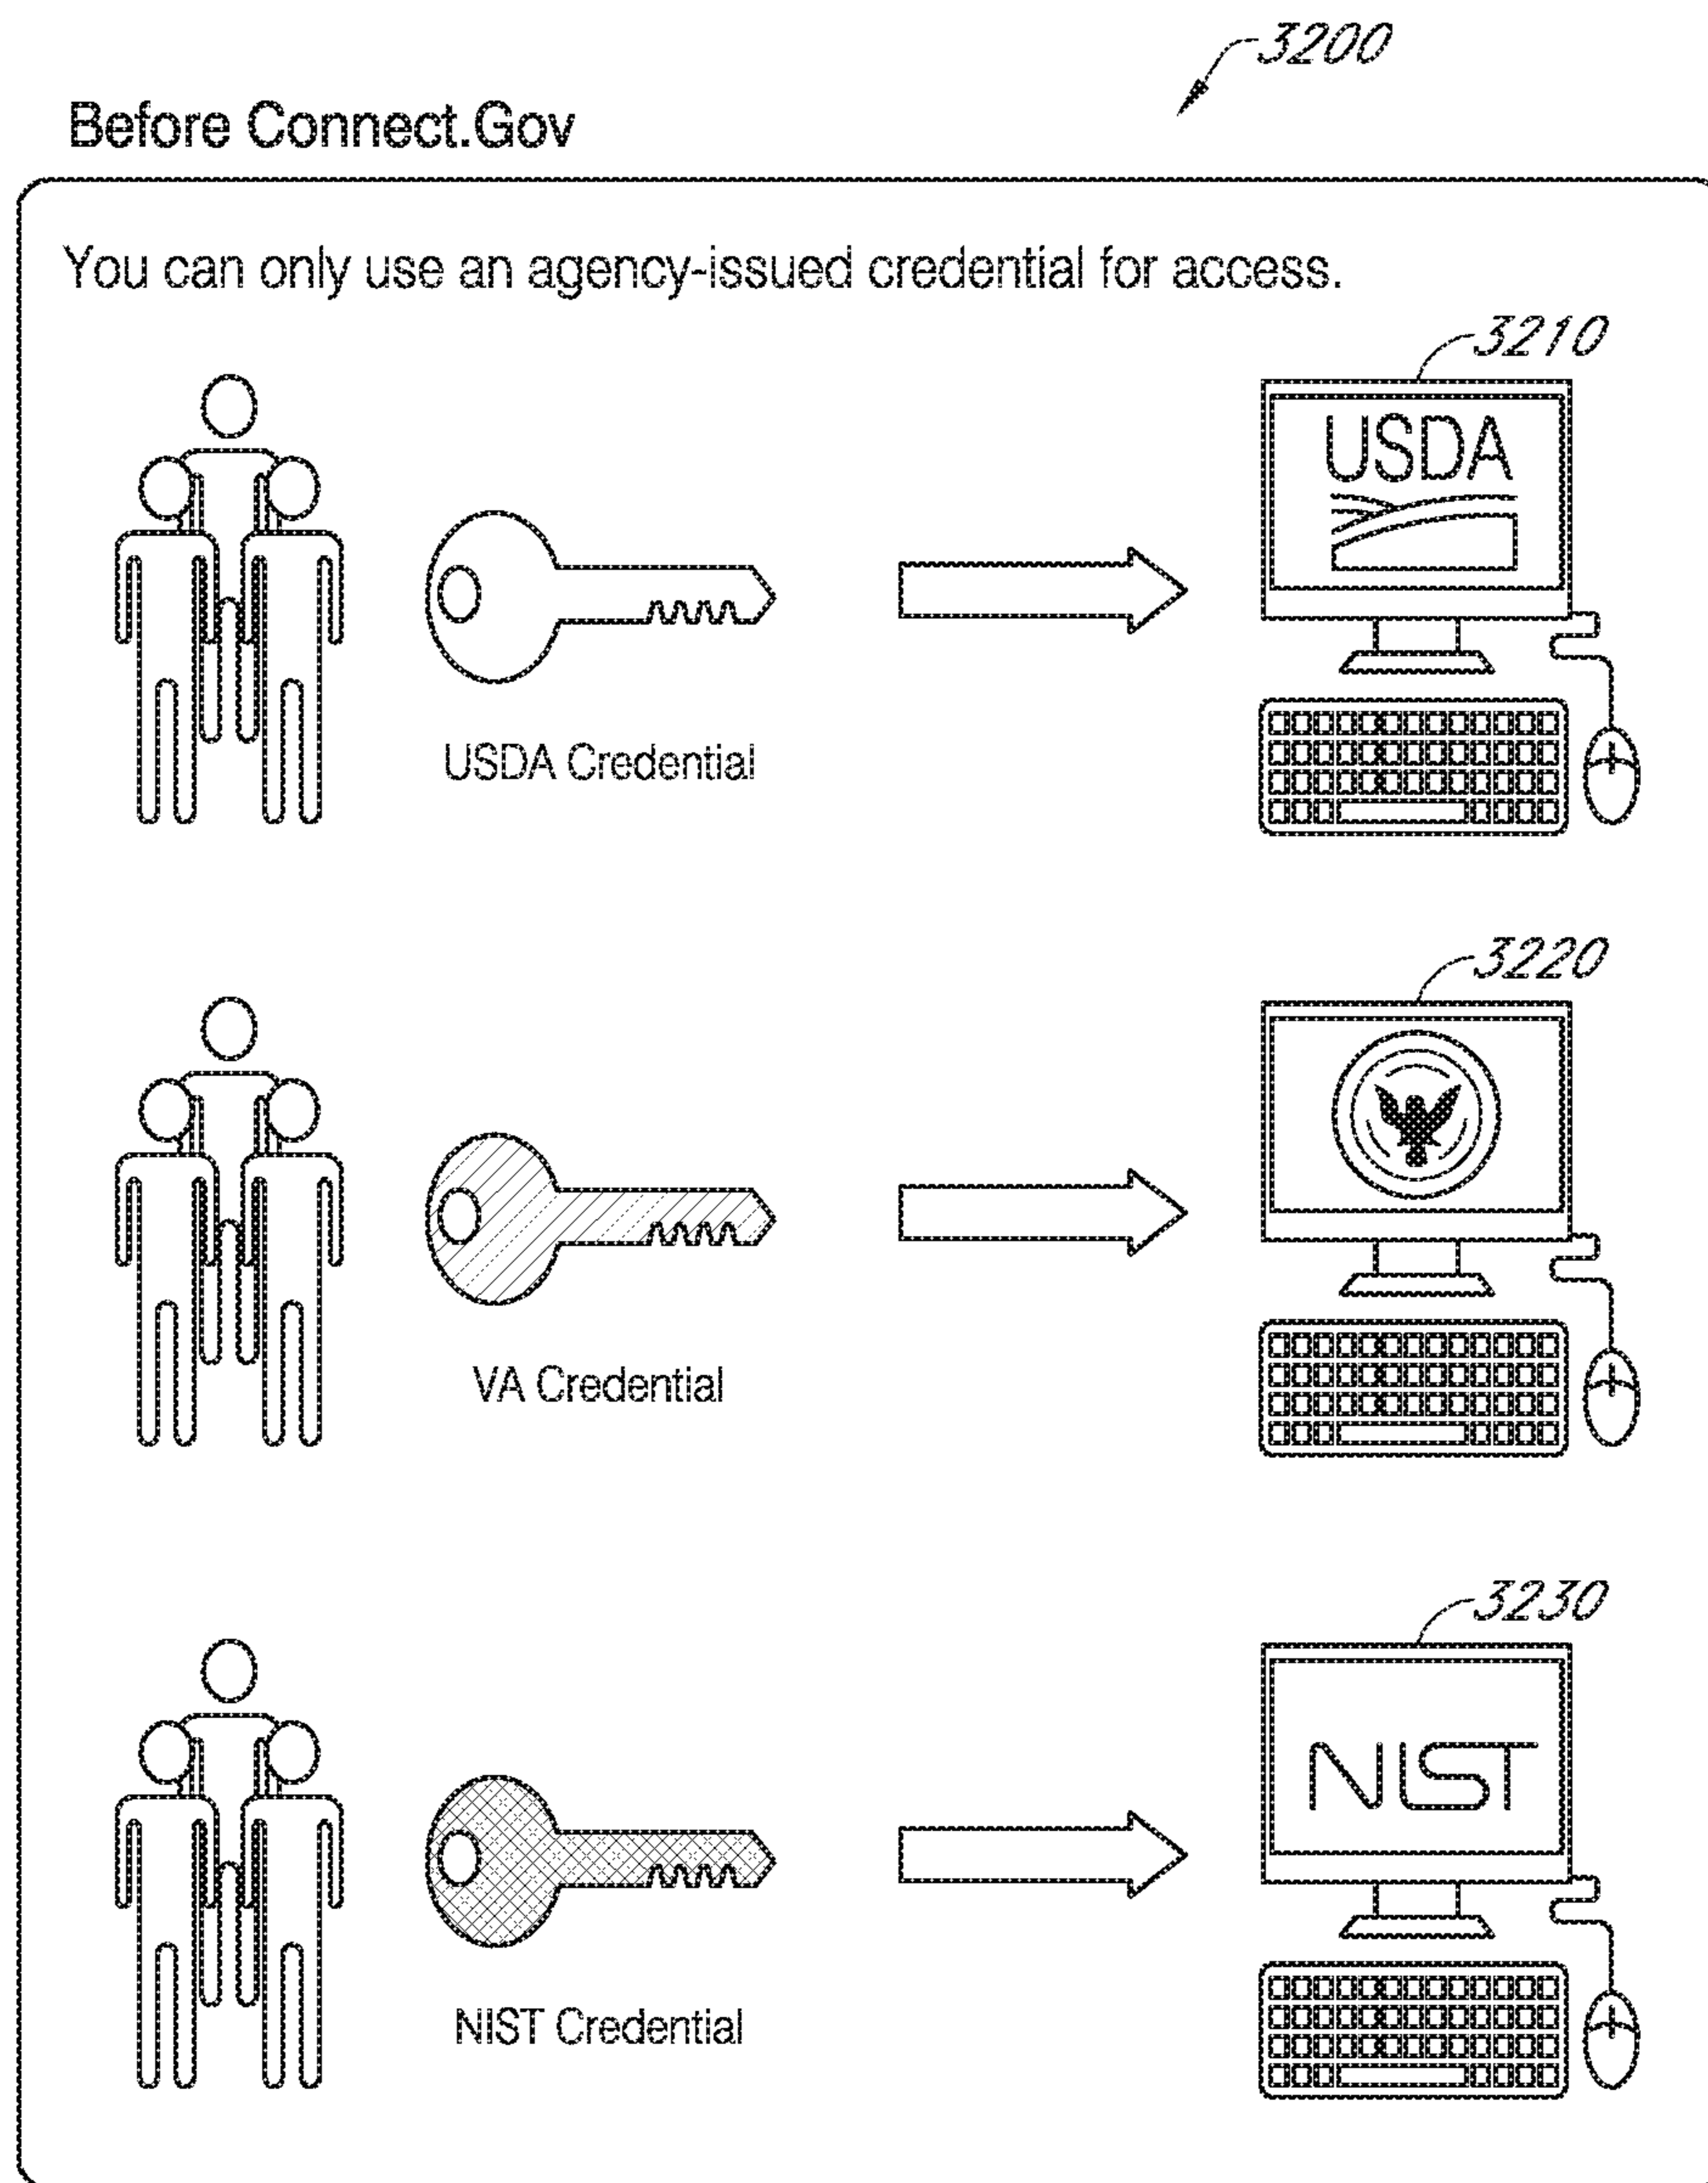 3200
Before Connect.Gov
You can only use an agency-issued credential for access.
3210
USDA
USDA Credential
3220
VA Credential
3230
NIST
NIST Credential